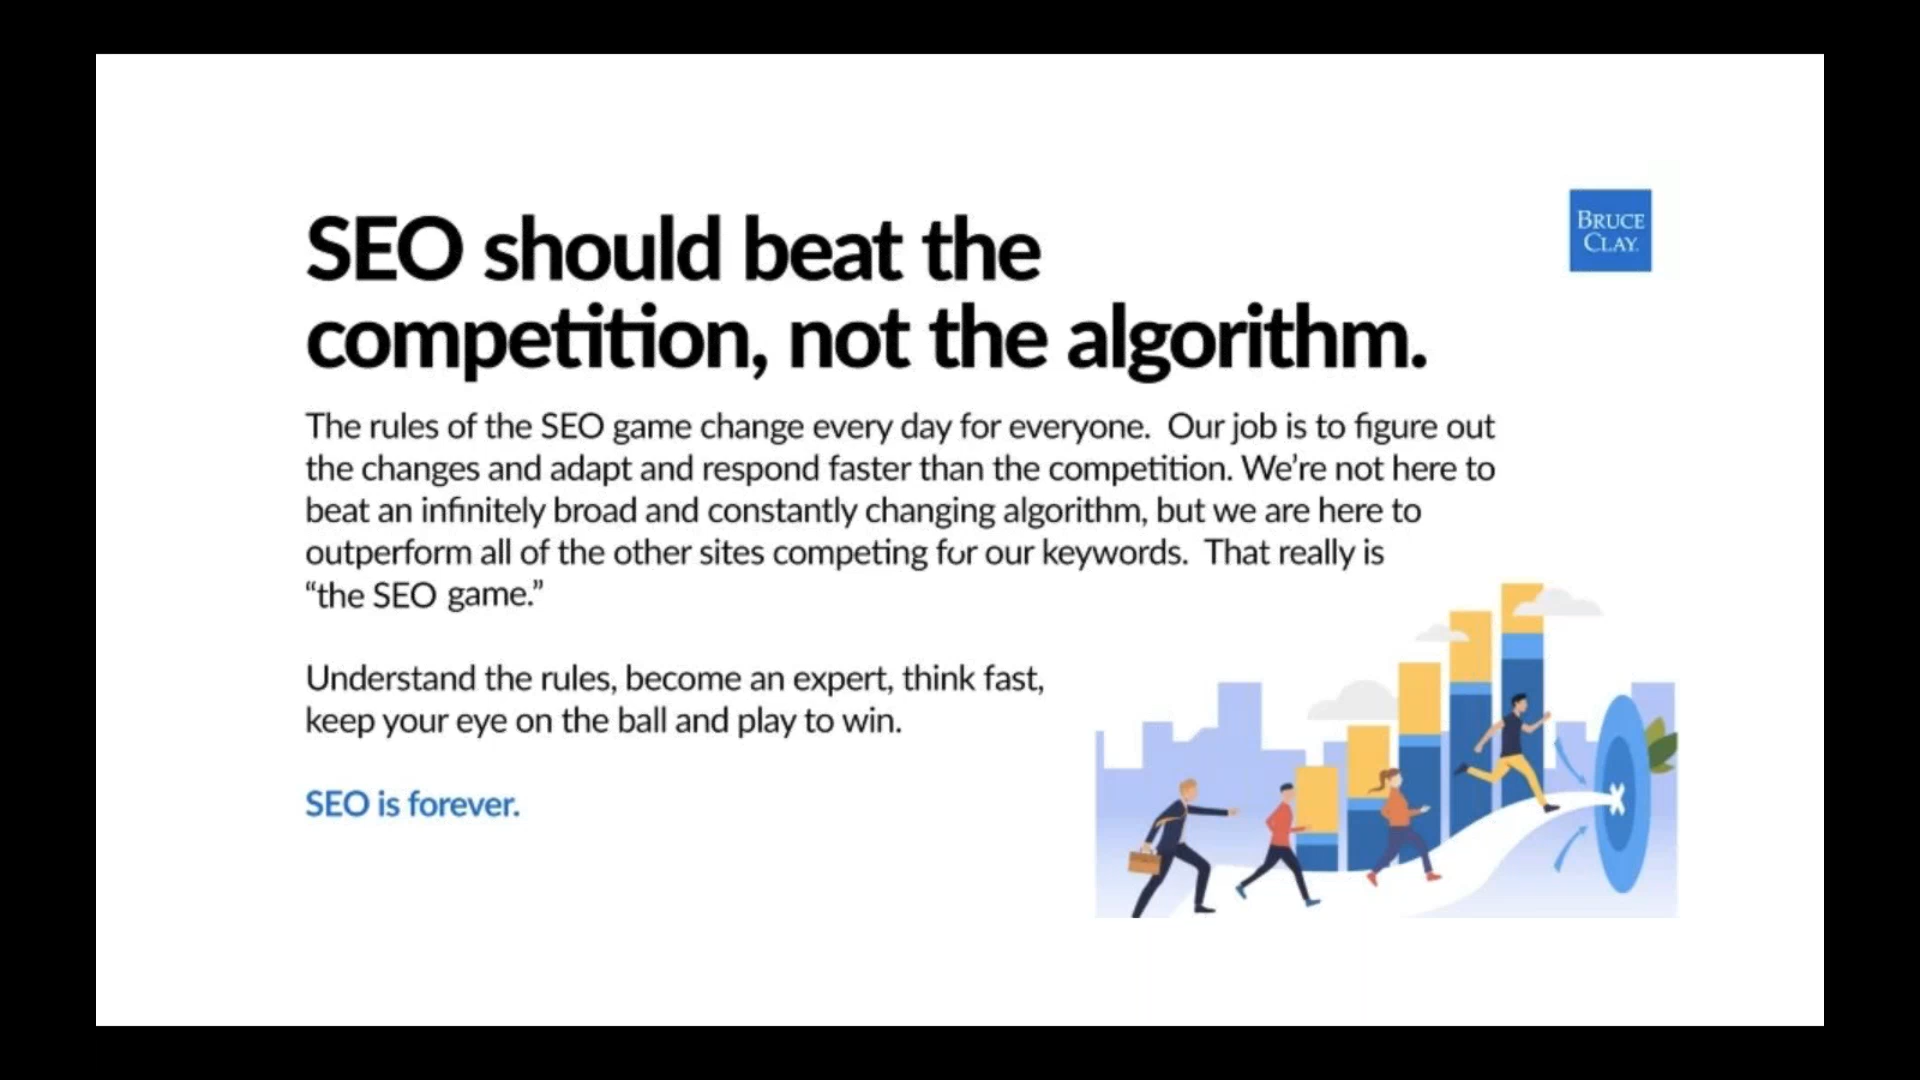 BRUCE
CLAY
SEO should beat the
competition, not the algorithm.
The rules of the SEO game change every day for everyone.  Our job is to figure out
the changes and adapt and respond faster than the competition. We’re not here to
beat an infinitely broad and constantly changing algorithm, but we are here to
outperform all of the other sites competing for our keywords.  That really is
“the SEO game.”
Understand the rules, become an expert, think fast,
keep your eye on the ball and play to win.
SEO is forever.